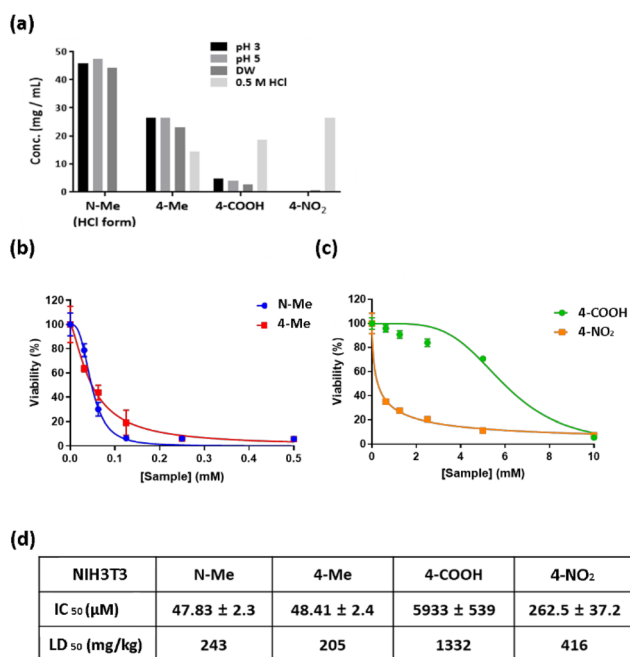 (a)
pH 3
pH 5
DW
0.5 M HCl
Conc. (mg / mL)
50
40
30
20
10
0
N-Me
(HCl form)
4-Me
4-COOH
4-NO₂
(b)
N-Me
4-Me
Viability (%)
120
100
80
60
40
20
0
0.0 0.1 0.2 0.3 0.4 0.5
[Sample] (mM)
(c)
4-COOH
4-NO₂
Viability (%)
120
100
80
60
40
20
0
0 2 4 6 8 10
[Sample] (mM)
(d)
NIH3T3 N-Me 4-Me 4-COOH 4-NO₂
IC ₅₀ (μM) 47.83 ± 2.3 48.41 ± 2.4 5933 ± 539 262.5 ± 37.2
LD ₅₀ (mg/kg) 243 205 1332 416